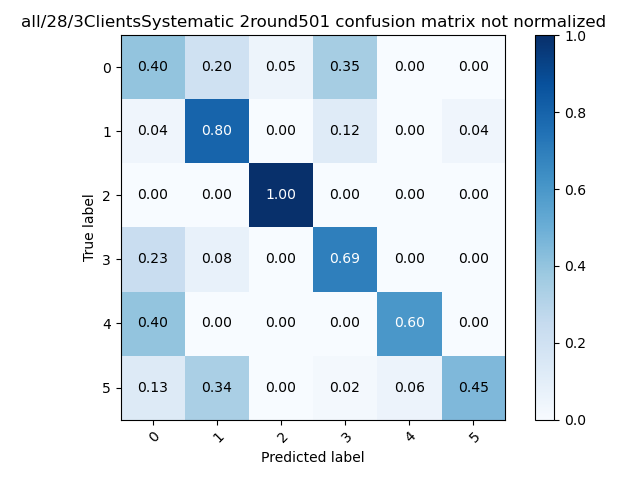 all/28/3ClientsSystematic 2round501 confusion matrix not normalized
0 0.40 0.20 0.05 0.35 0.00 0.00
1 0.04 0.80 0.00 0.12 0.00 0.04
2 0.00 0.00 1.00 0.00 0.00 0.00
3 0.23 0.08 0.00 0.69 0.00 0.00
4 0.40 0.00 0.00 0.00 0.60 0.00
5 0.13 0.34 0.00 0.02 0.06 0.45
0 1 2 3 4 5
True label
Predicted label
1.0
0.8
0.6
0.4
0.2
0.0